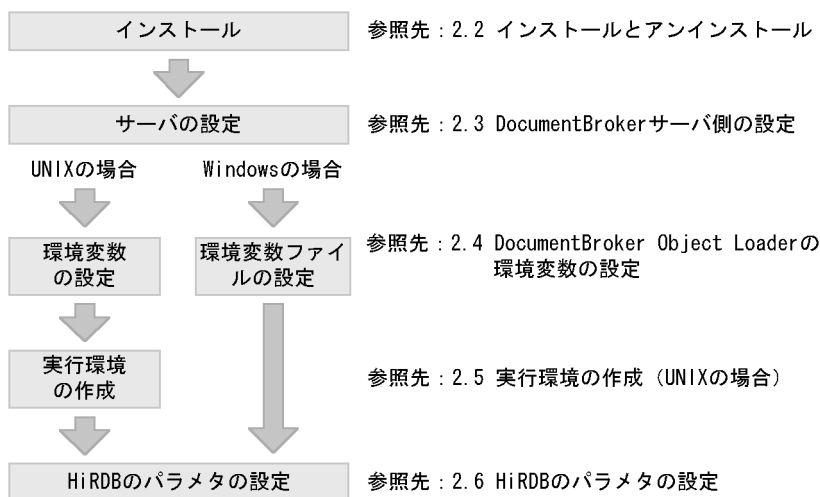 インストール 参照先:2.2 インストールとアンインストール
サーバの設定 参照先:2.3 DocumentBrokerサーバ側の設定
UNIXの場合 Windowsの場合
環境変数
の設定
環境変数ファイ
ルの設定
参照先:2.4 DocumentBroker Object Loaderの
環境変数の設定
実行環境
の作成
参照先:2.5 実行環境の作成(UNIXの場合)
HiRDBのパラメタの設定 参照先:2.6 HiRDBのパラメタの設定